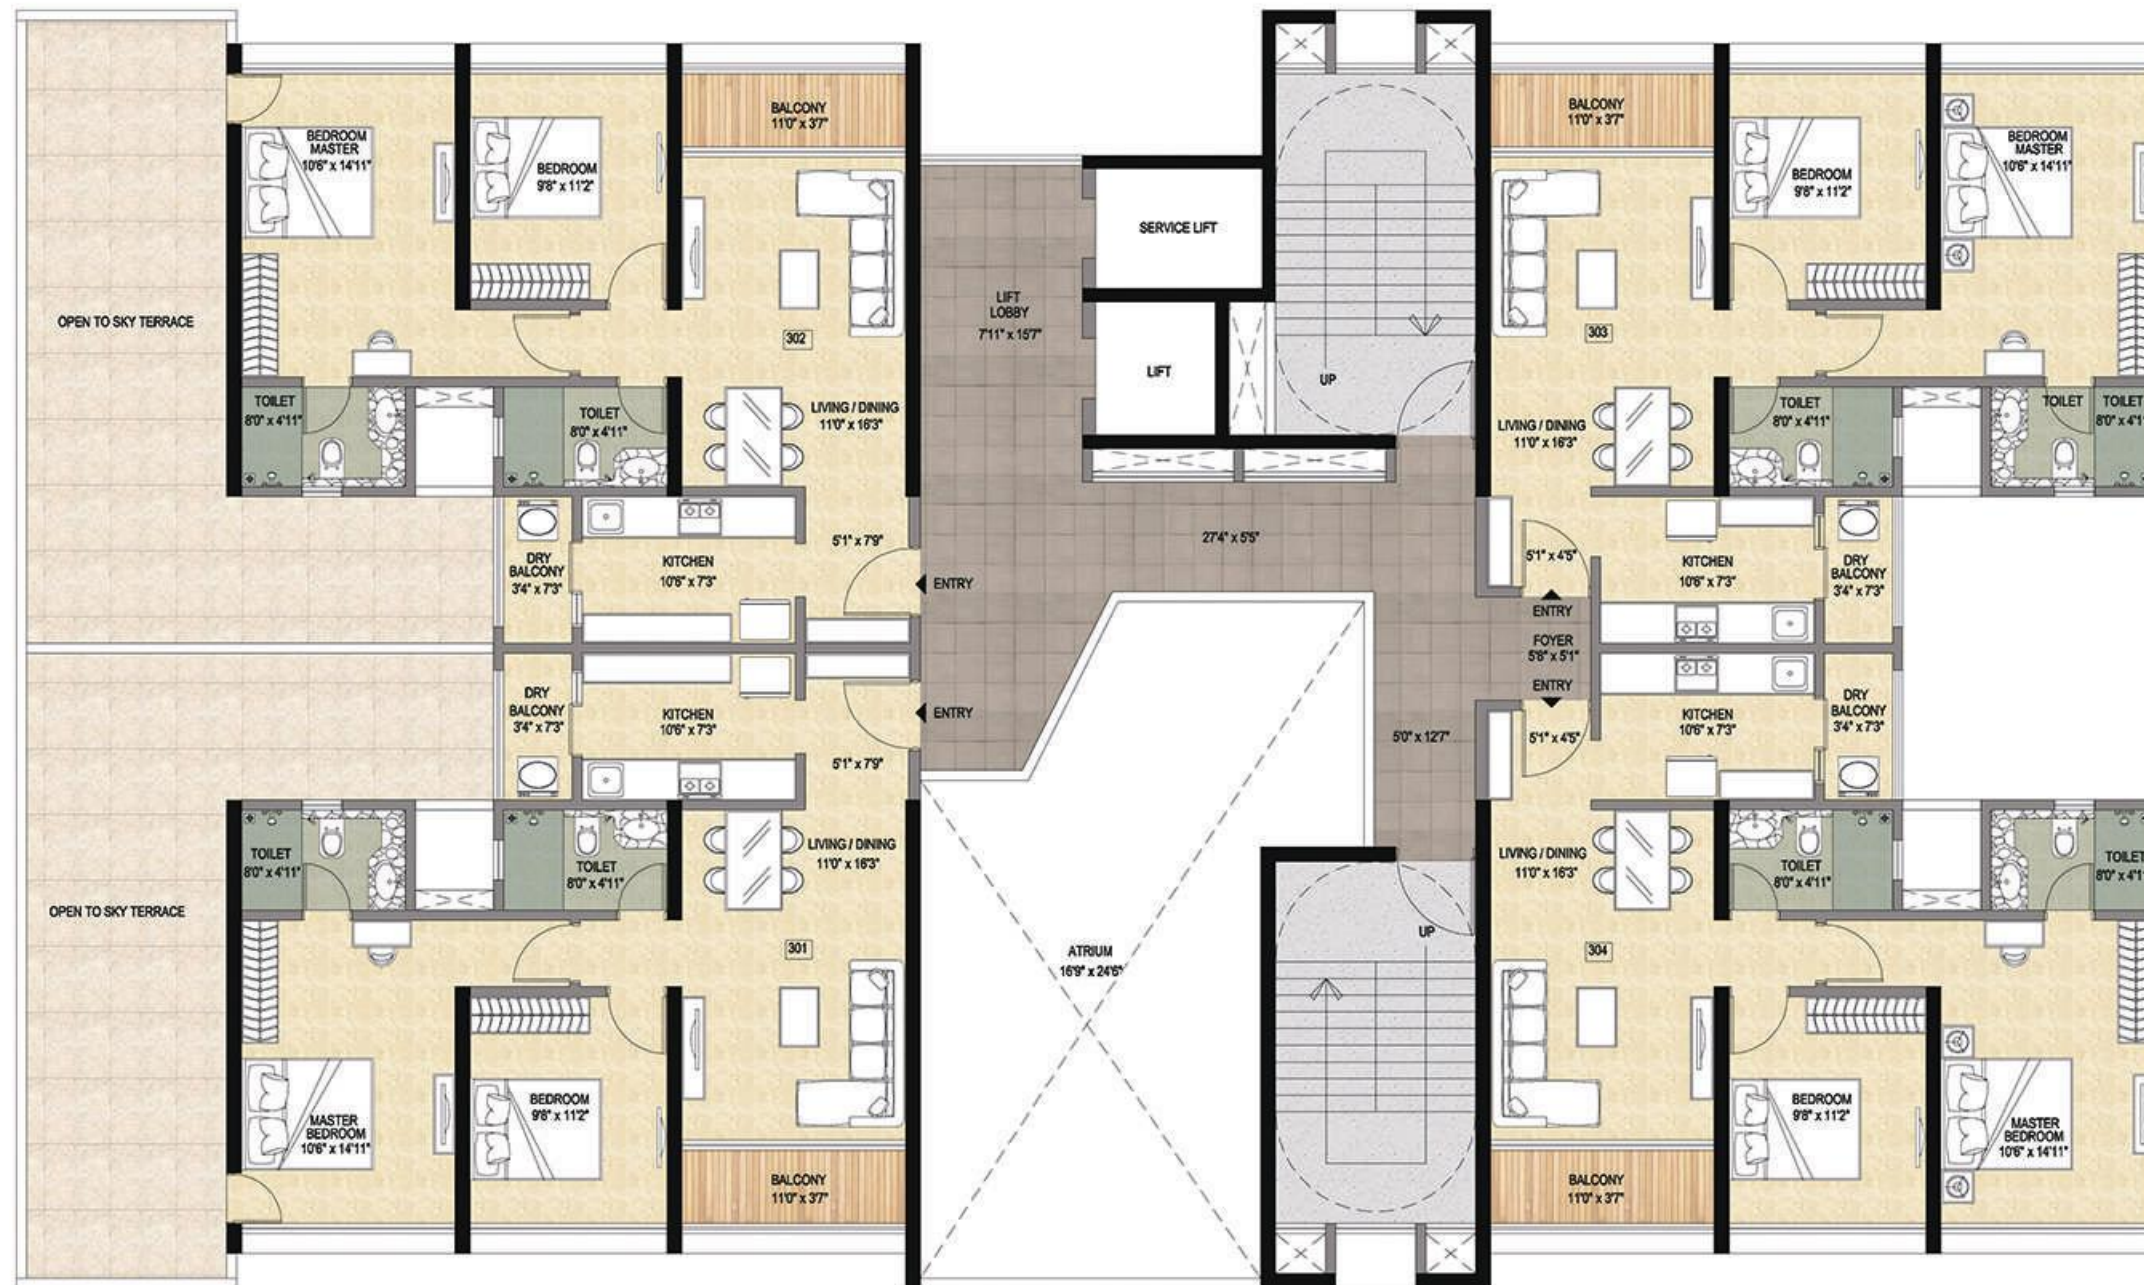 BALCONY
11'0" x 3'7"
BALCONY
11'0" x 3'7"
BEDROOM
MASTER
10'6" x 14'11"
BEDROOM
9'8" x 11'2"
BEDROOM
9'8" x 11'2"
BEDROOM
MASTER
10'6" x 14'11"
SERVICE LIFT
OPEN TO SKY TERRACE
LIFT
LOBBY
7'11" x 15'7"
302
303
LIFT
UP
TOILET
8'0" x 4'11"
TOILET
8'0" x 4'11"
LIVING / DINING
11'0" x 16'3"
LIVING / DINING
11'0" x 16'3"
TOILET
8'0" x 4'11"
TOILET
TOILET
8'0" x 4'11
DRY
BALCONY
3'4" x 7'3"
KITCHEN
10'6" x 7'3"
5'1" x 7'9"
ENTRY
27'4" x 5'5"
5'1" x 4'5"
ENTRY
KITCHEN
10'6" x 7'3"
DRY
BALCONY
3'4" x 7'3"
FOYER
5'8" x 5'1"
DRY
BALCONY
3'4" x 7'3"
KITCHEN
10'6" x 7'3"
5'1" x 7'9"
ENTRY
5'0" x 12'7"
ENTRY
5'1" x 4'5"
KITCHEN
10'6" x 7'3"
DRY
BALCONY
3'4" x 7'3"
TOILET
8'0" x 4'11"
TOILET
8'0" x 4'11"
LIVING / DINING
11'0" x 16'3"
LIVING / DINING
11'0" x 16'3"
TOILET
8'0" x 4'11"
TOILET
8'0" x 4'11
OPEN TO SKY TERRACE
301
ATRIUM
16'9" x 24'6"
UP
304
MASTER
BEDROOM
10'6" x 14'11"
BEDROOM
9'8" x 11'2"
BEDROOM
9'8" x 11'2"
MASTER
BEDROOM
10'6" x 14'11"
BALCONY
11'0" x 3'7"
BALCONY
11'0" x 3'7"